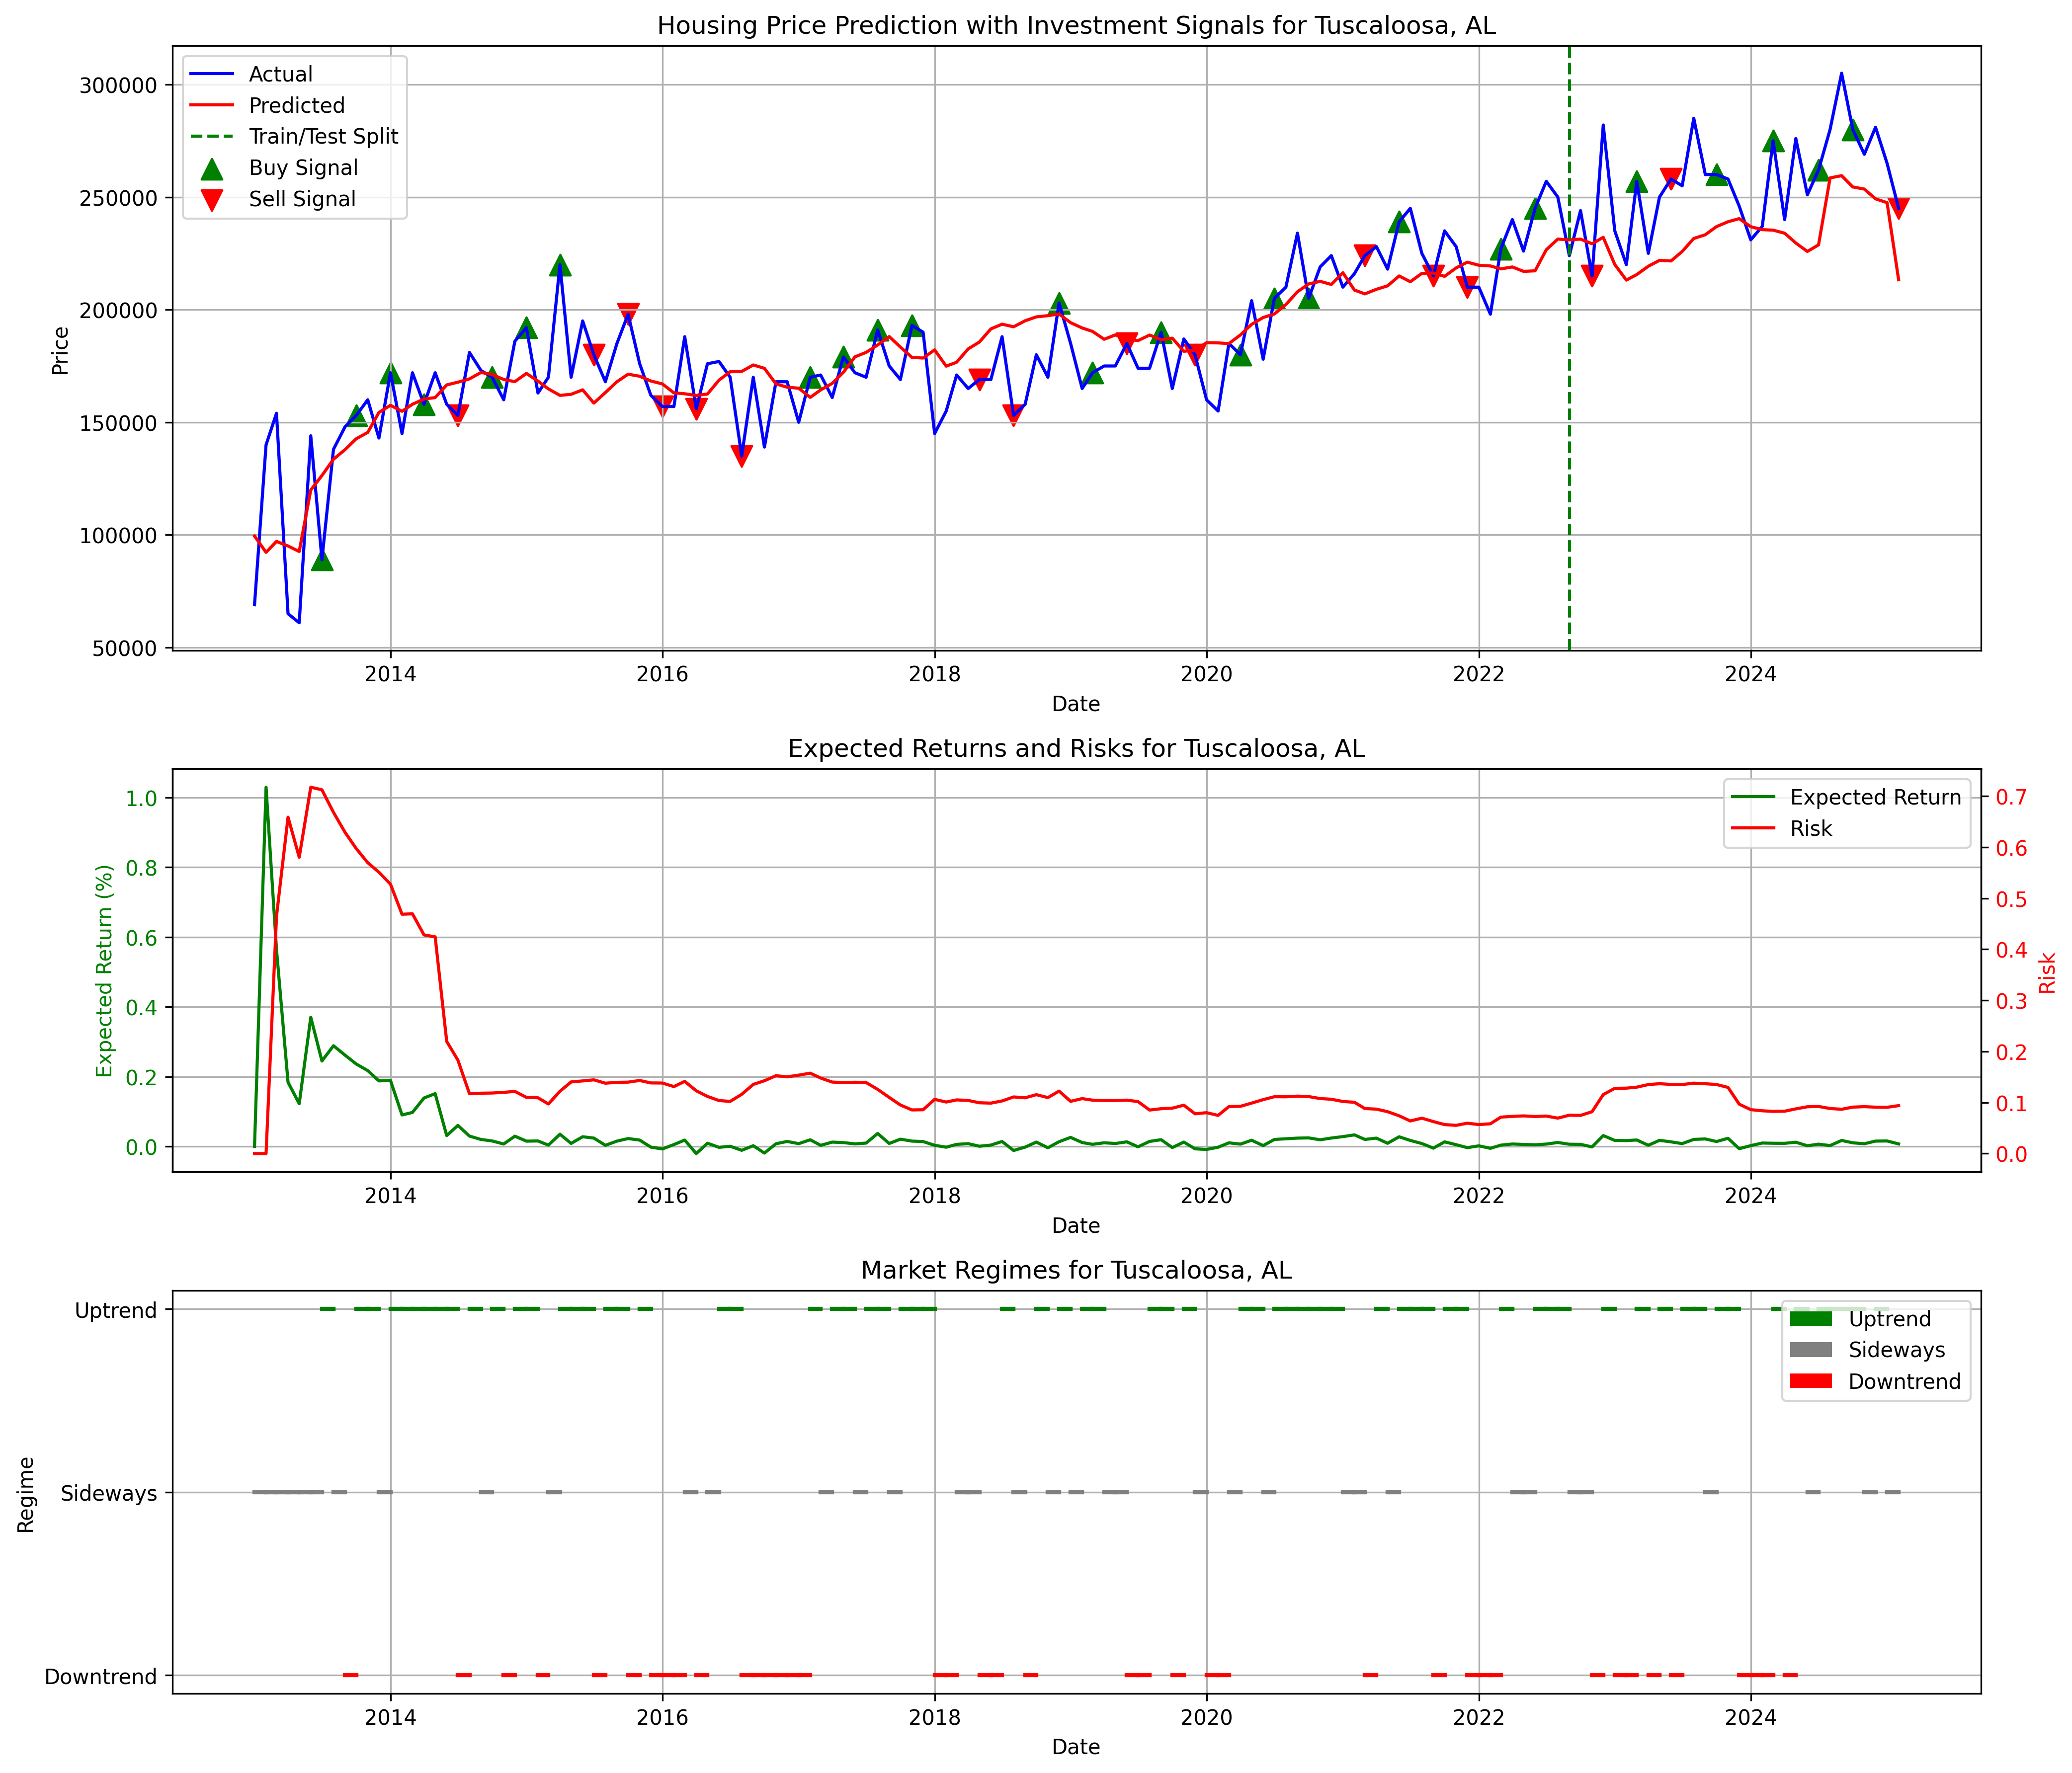 Housing Price Prediction with Investment Signals for Tuscaloosa, AL
Actual
Predicted
Train/Test Split
Buy Signal
Sell Signal
Price
300000
250000
200000
150000
100000
50000
2014 2016 2018 2020 2022 2024
Date
Expected Returns and Risks for Tuscaloosa, AL
Expected Return
Risk
Expected Return (%)
1.0
0.8
0.6
0.4
0.2
0.0
Risk
0.7
0.6
0.5
0.4
0.3
0.2
0.1
0.0
2014 2016 2018 2020 2022 2024
Date
Market Regimes for Tuscaloosa, AL
Uptrend
Sideways
Downtrend
Regime
Uptrend
Sideways
Downtrend
2014 2016 2018 2020 2022 2024
Date